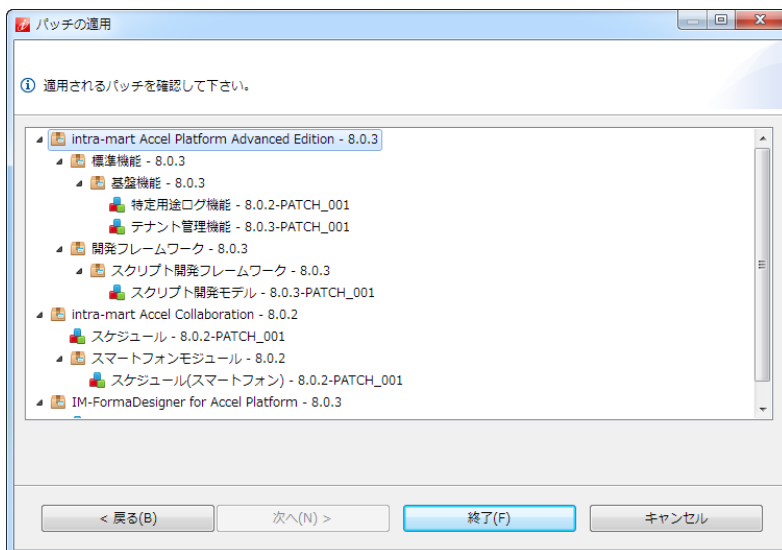 パッチの適用
適用されるパッチを確認して下さい。
intra-mart Accel Platform Advanced Edition - 8.0.3
標準機能 - 8.0.3
基盤機能 - 8.0.3
特定用途ログ機能 - 8.0.2-PATCH_001
テナント管理機能 - 8.0.3-PATCH_001
開発フレームワーク - 8.0.3
スクリプト開発フレームワーク - 8.0.3
スクリプト開発モデル - 8.0.3-PATCH_001
intra-mart Accel Collaboration - 8.0.2
スケジュール - 8.0.2-PATCH_001
スマートフォンモジュール - 8.0.2
スケジュール(スマートフォン) - 8.0.2-PATCH_001
IM-FormaDesigner for Accel Platform - 8.0.3
< 戻る(B) 次へ(N) > 終了(F) キャンセル